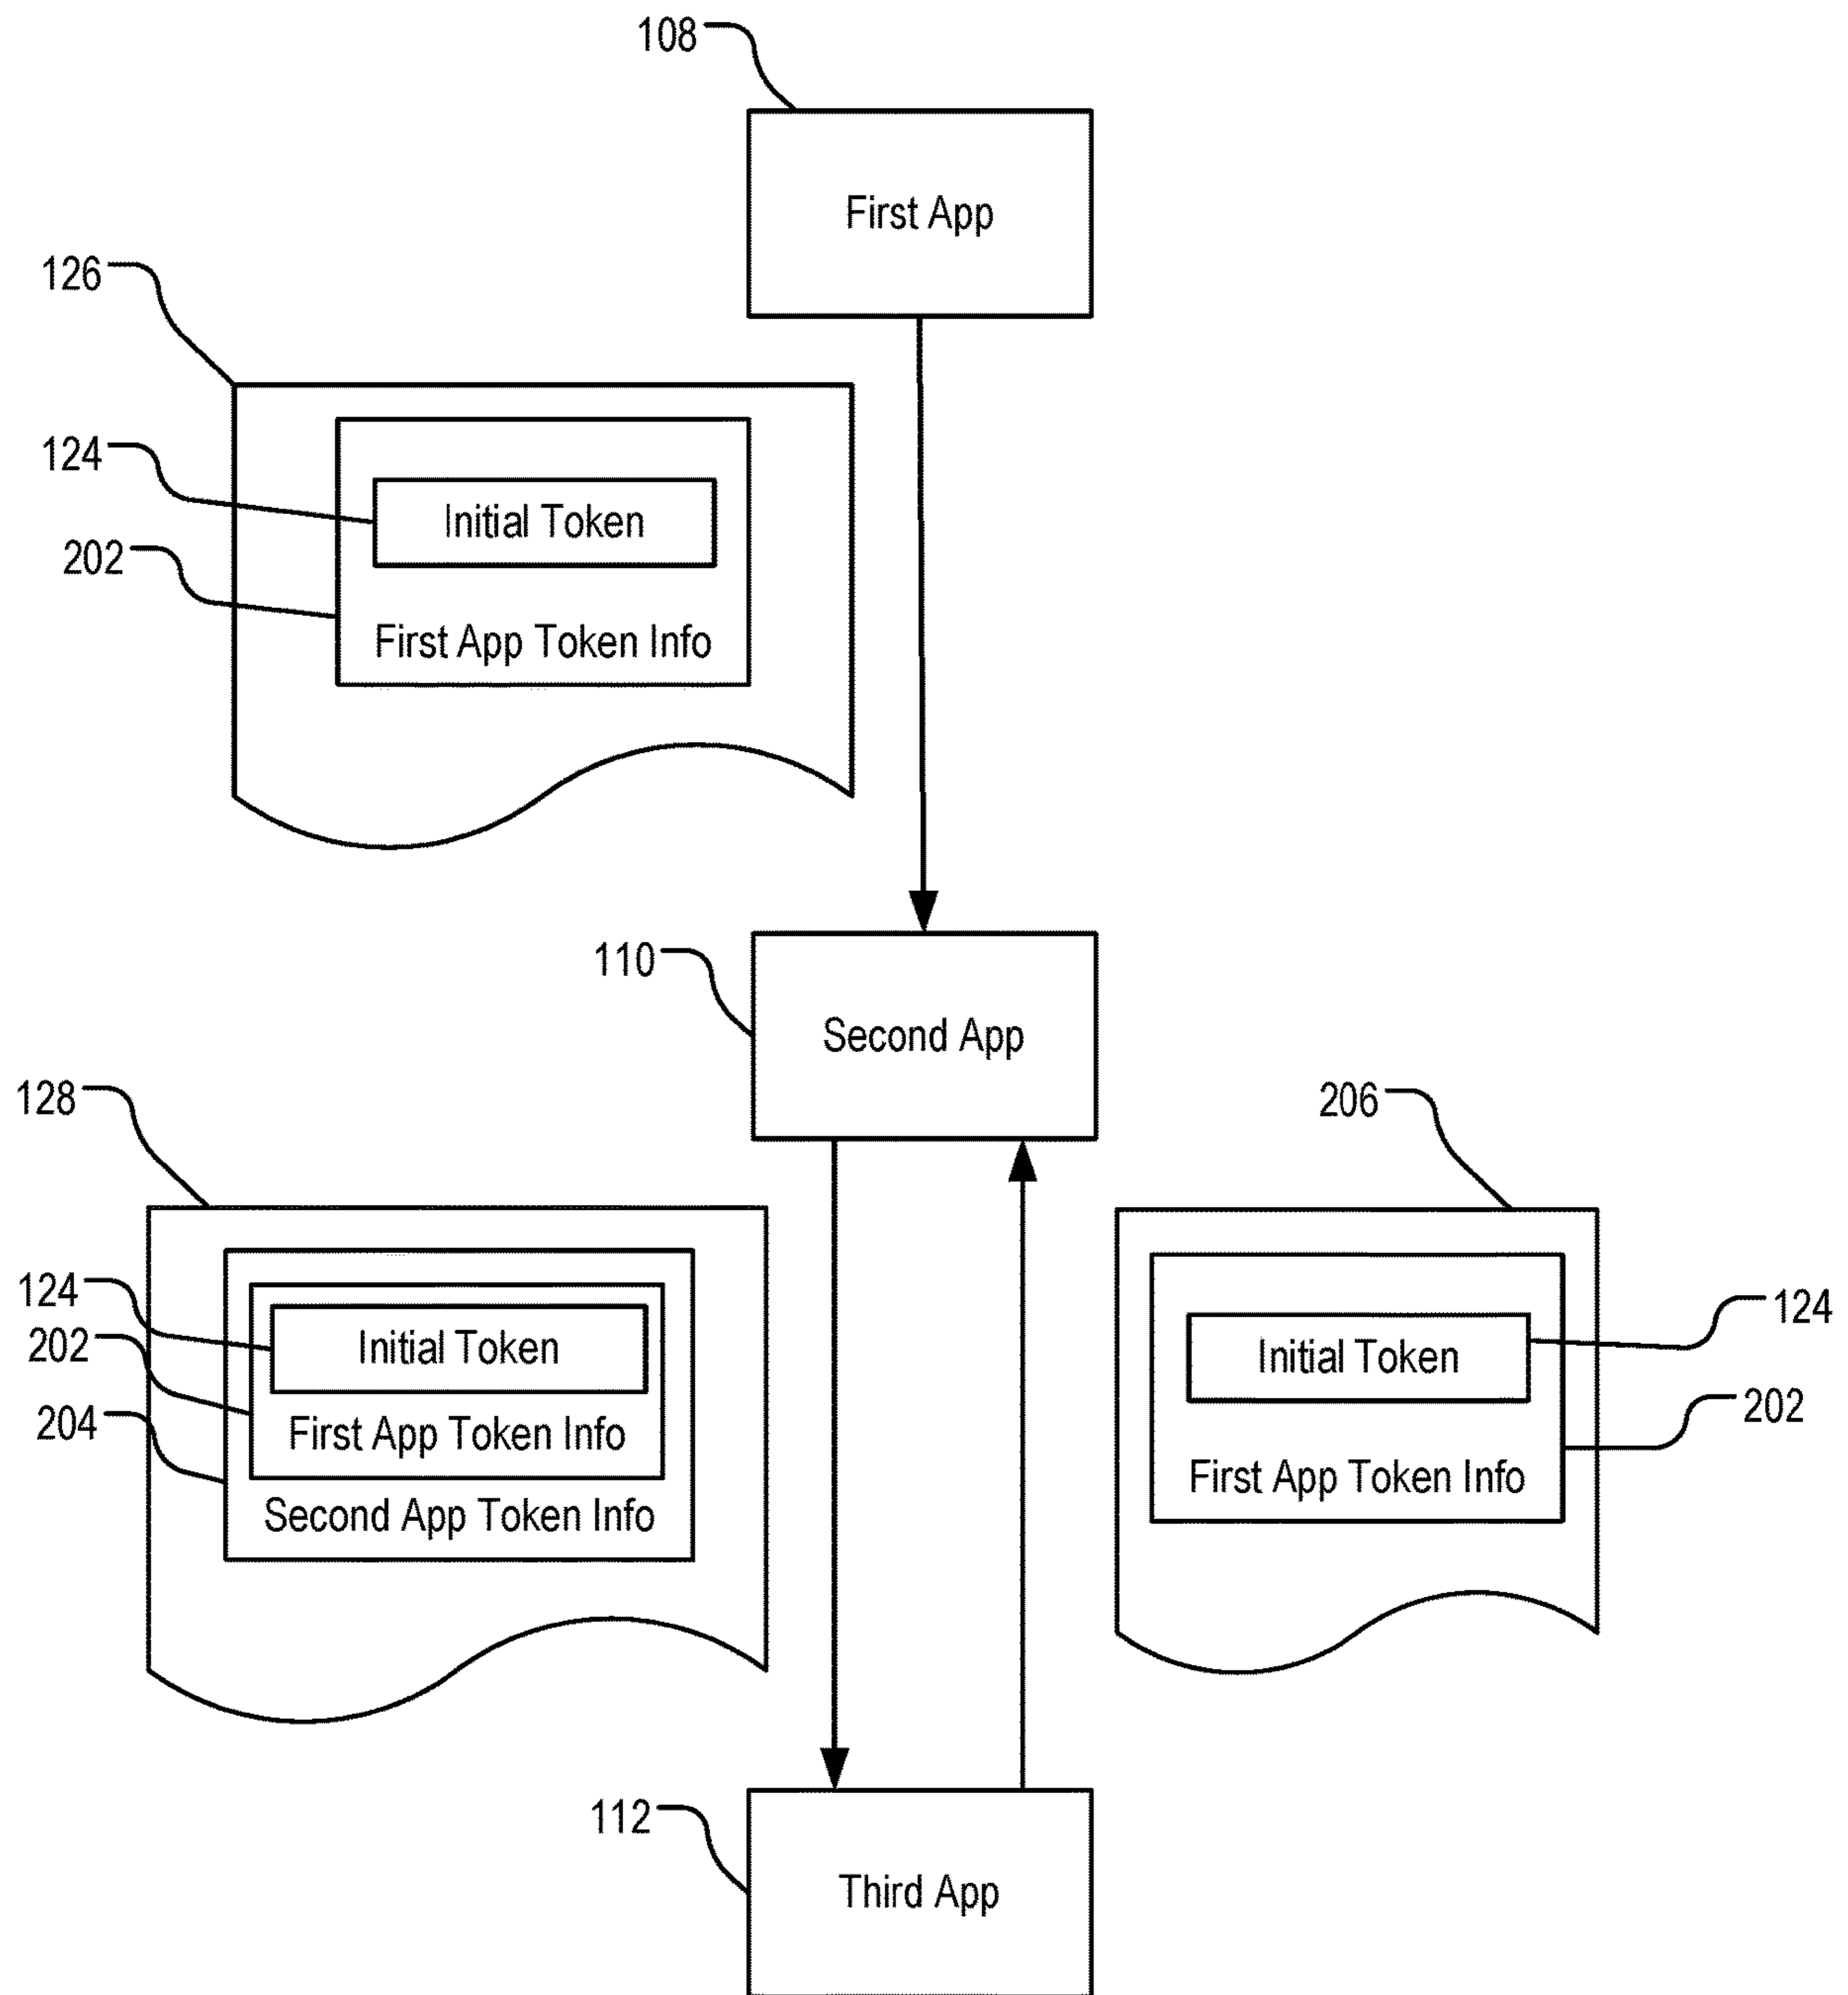 108
First App
126
124
Initial Token
202
First App Token Info
110
Second App
128
206
124
Initial Token
202
First App Token Info
204
Second App Token Info
Initial Token
124
First App Token Info
202
112
Third App